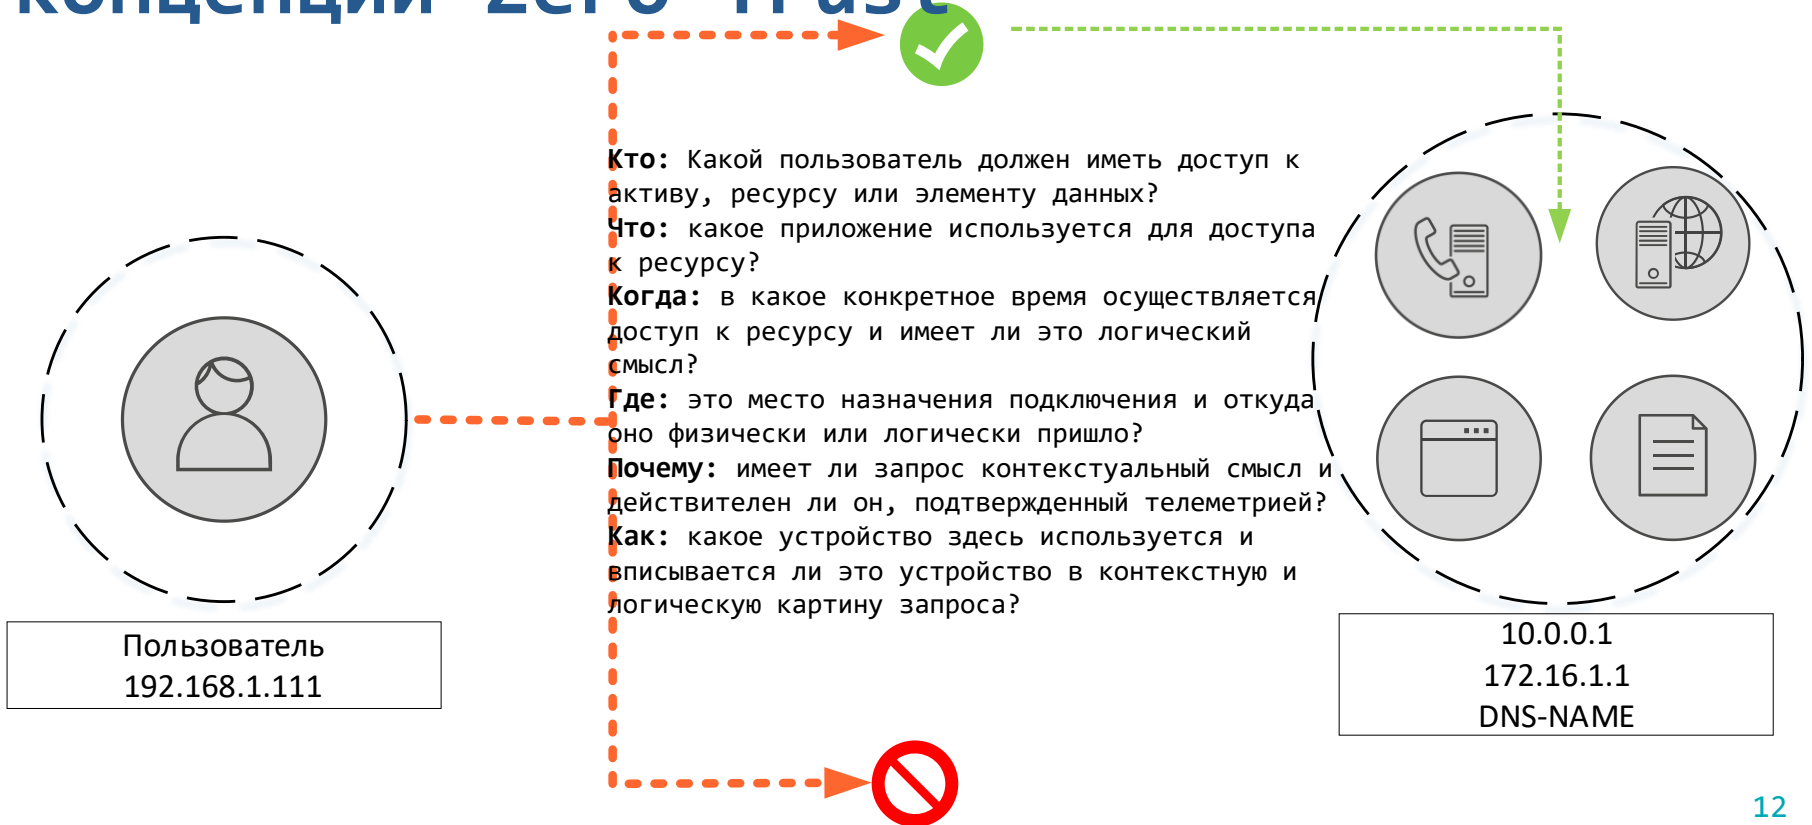 концепции Zero Trust
Кто: Какой пользователь должен иметь доступ к
активу, ресурсу или элементу данных?
Что: какое приложение используется для доступа
к ресурсу?
Когда: в какое конкретное время осуществляется
доступ к ресурсу и имеет ли это логический
смысл?
Где: это место назначения подключения и откуда
оно физически или логически пришло?
Почему: имеет ли запрос контекстуальный смысл и
действителен ли он, подтвержденный телеметрией?
Как: какое устройство здесь используется и
вписывается ли это устройство в контекстную и
логическую картину запроса?
Пользователь
192.168.1.111
10.0.0.1
172.16.1.1
DNS-NAME
12